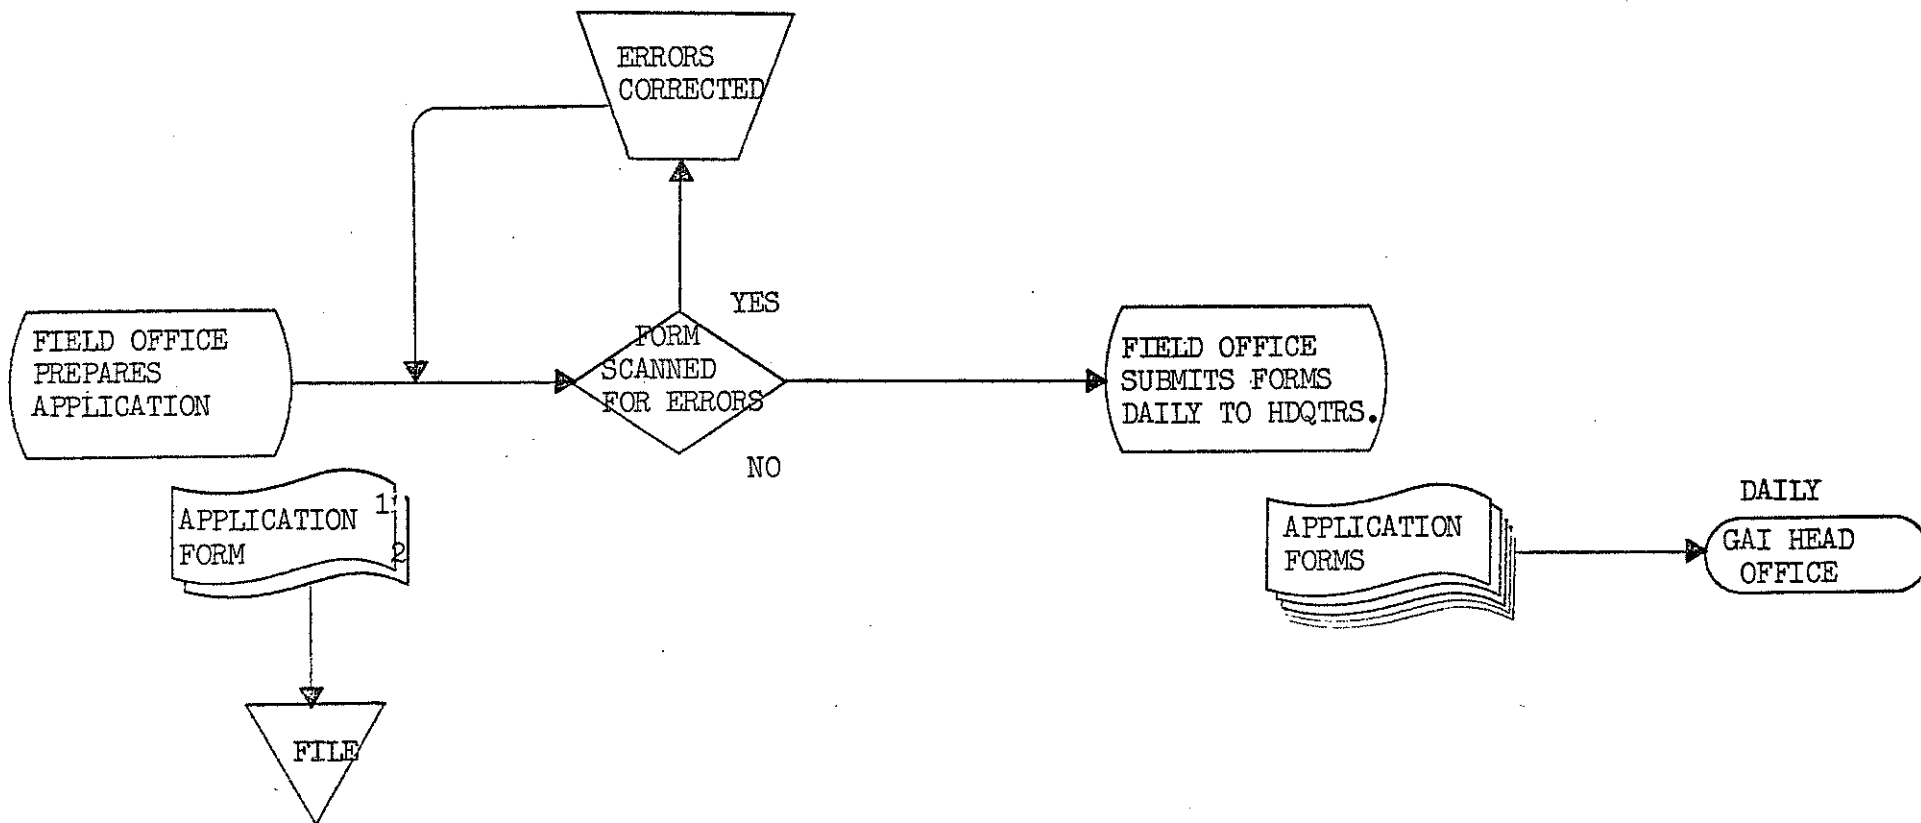 ERRORS
CORRECTED
YES
FIELD OFFICE
PREPARES
APPLICATION
FORM
SCANNED
FOR ERRORS
NO
FIELD OFFICE
SUBMITS FORMS
DAILY TO HDQTRS.
APPLICATION 1
FORM 2
FILE
APPLICATION
FORMS
DAILY
GAI HEAD
OFFICE